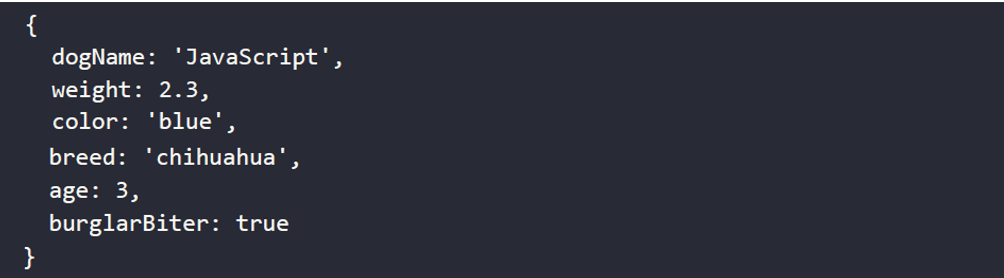 {
dogName: 'JavaScript',
weight: 2.3,
color: 'blue',
breed: 'chihuahua',
age: 3,
burglarBiter: true
}